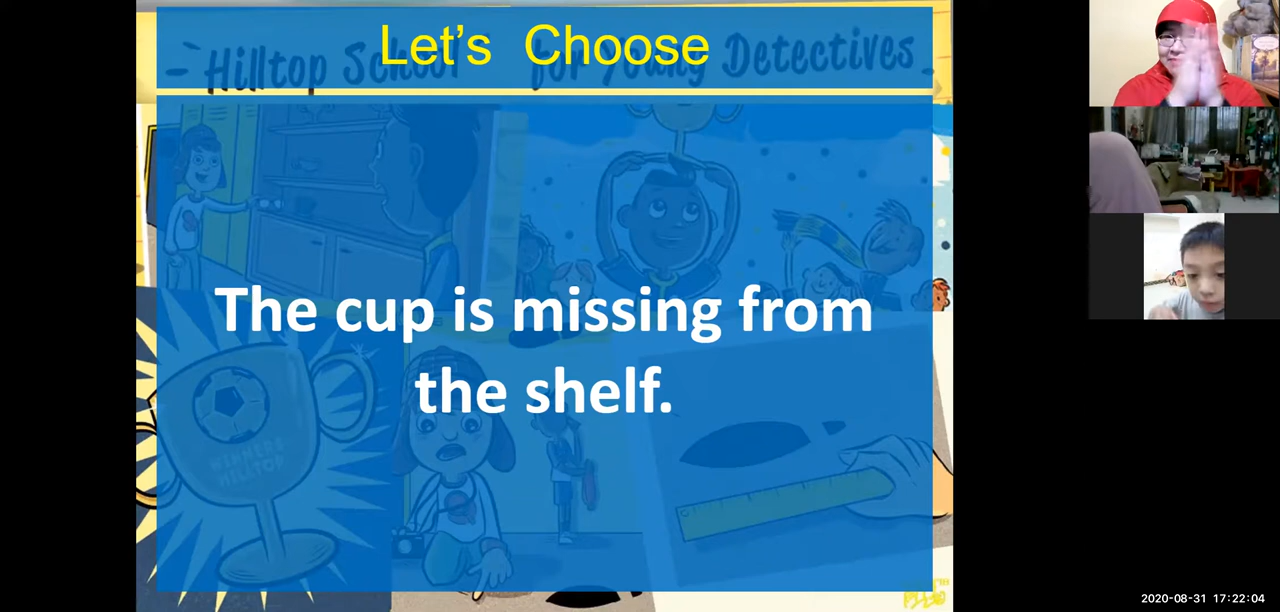 Let's Choose
- Hilltop School for Young Detectives -
The cup is missing from
the shelf.
WINNERS
HILLTOP
2020-08-31 17:22:04